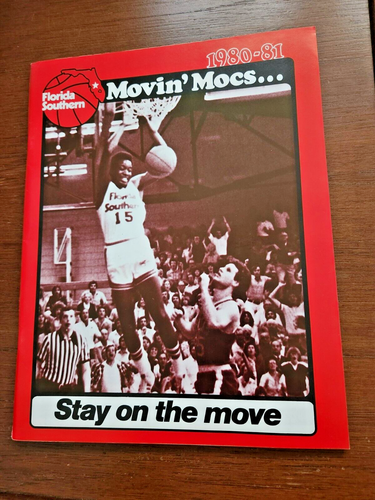 1980-81
Florida
Southern
Movin' Mocs...
Florida
Southern
15
Stay on the move